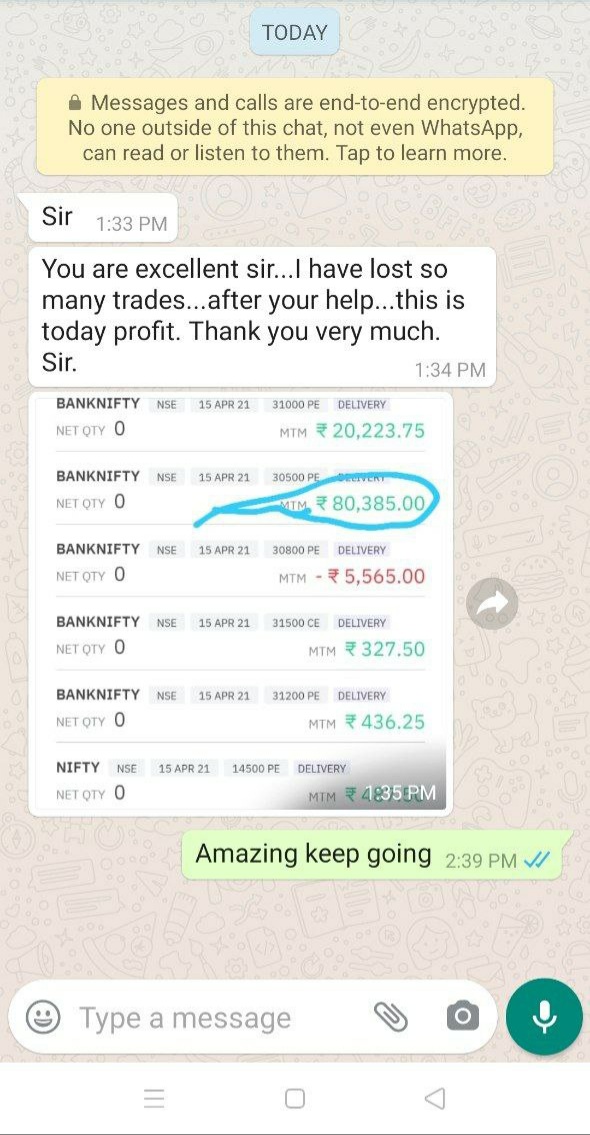 TODAY
Messages and calls are end-to-end encrypted.
No one outside of this chat, not even WhatsApp,
can read or listen to them. Tap to learn more.
Sir 1:33 PM
You are excellent sir...I have lost so
many trades...after your help...this is
today profit. Thank you very much.
Sir. 1:34 PM
BANKNIFTY NSE 15 APR 21 31000 PE DELIVERY
NET QTY 0 MTM ₹ 20,223.75
BANKNIFTY NSE 15 APR 21 30500 PE DELIVERY
NET QTY 0 MTM ₹ 80,385.00
BANKNIFTY NSE 15 APR 21 30800 PE DELIVERY
NET QTY 0 MTM - ₹ 5,565.00
BANKNIFTY NSE 15 APR 21 31500 CE DELIVERY
NET QTY 0 MTM ₹ 327.50
BANKNIFTY NSE 15 APR 21 31200 PE DELIVERY
NET QTY 0 MTM ₹ 436.25
NIFTY NSE 15 APR 21 14500 PE DELIVERY
NET QTY 0 MTM ₹
1:35 PM
Amazing keep going 2:39 PM
Type a message